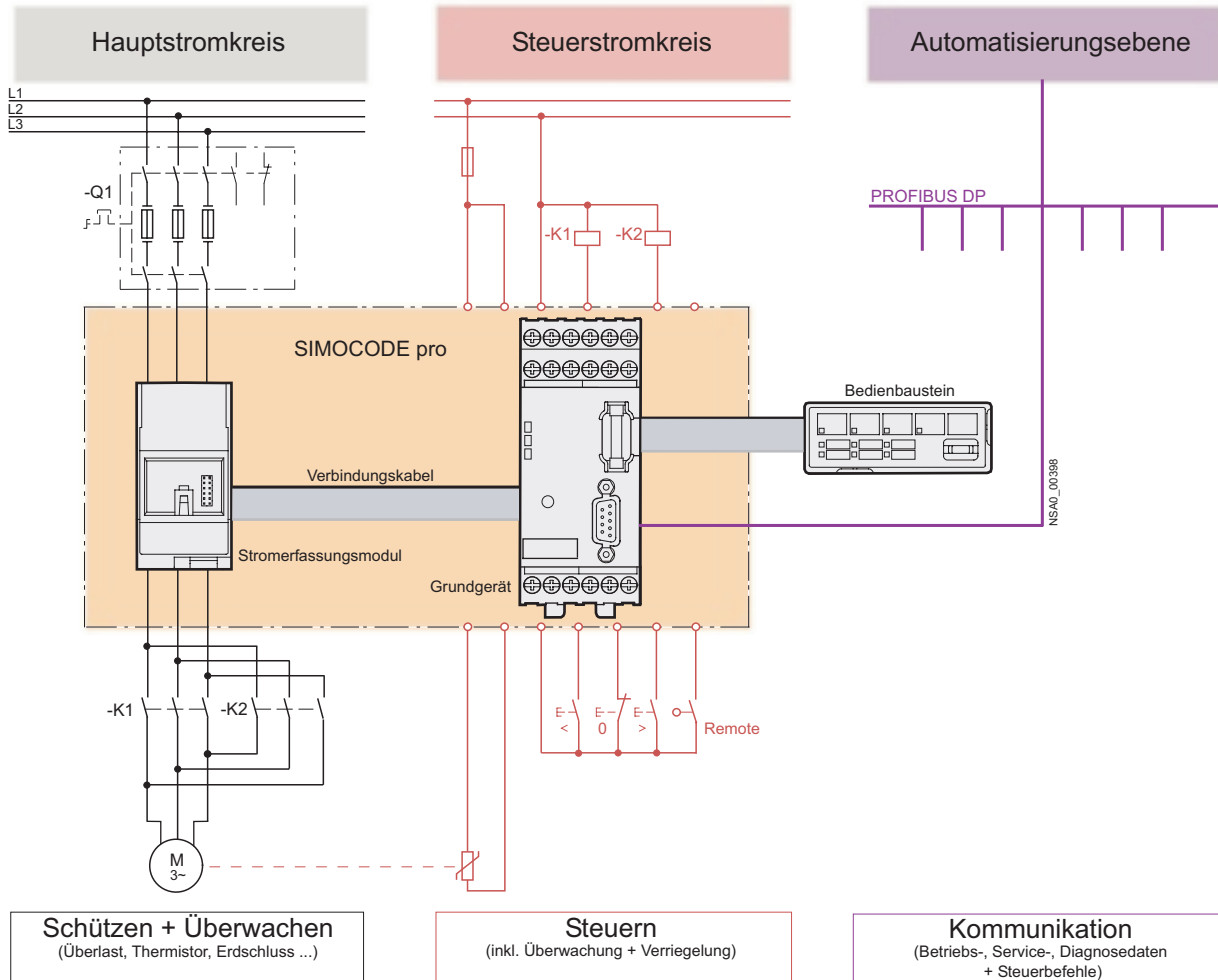 Hauptstromkreis
Steuerstromkreis
Automatisierungsebene
L1
L2
L3
-Q1
-K1
-K2
PROFIBUS DP
SIMOCODE pro
Bedienbaustein
Verbindungskabel
NSA0_00398
Stromerfassungsmodul
Grundgerät
-K1
-K2
<
0
>
Remote
M
3~
Schützen + Überwachen
(Überlast, Thermistor, Erdschluss ...)
Steuern
(inkl. Überwachung + Verriegelung)
Kommunikation
(Betriebs-, Service-, Diagnosedaten
+ Steuerbefehle)